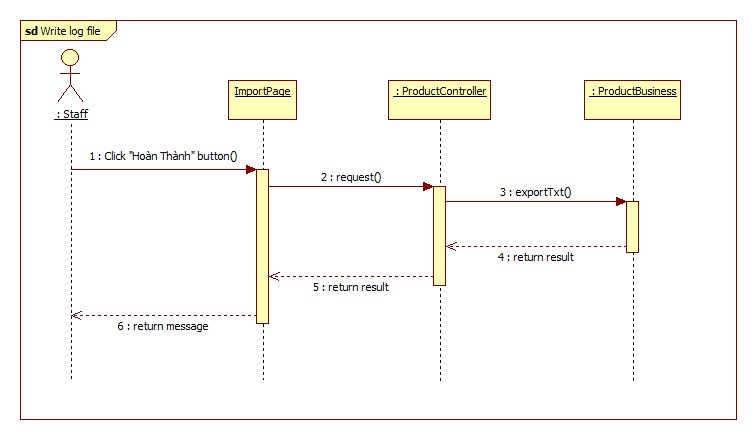 sd Write log file
: Staff
ImportPage
: ProductController
: ProductBusiness
1 : Click "Hoàn Thành" button()
2 : request()
3 : exportTxt()
4 : return result
5 : return result
6 : return message